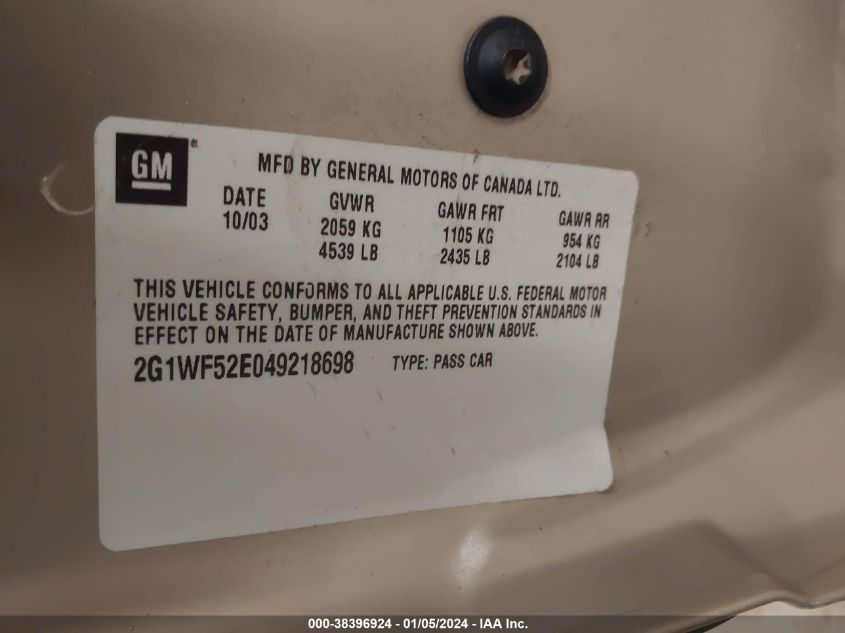 GM®
MFD BY GENERAL MOTORS OF CANADA LTD.
DATE GVWR GAWR FRT GAWR RR
10/03 2059 KG 1105 KG 954 KG
4539 LB 2435 LB 2104 LB
THIS VEHICLE CONFORMS TO ALL APPLICABLE U.S. FEDERAL MOTOR
VEHICLE SAFETY, BUMPER, AND THEFT PREVENTION STANDARDS IN
EFFECT ON THE DATE OF MANUFACTURE SHOWN ABOVE.
2G1WF52E049218698 TYPE: PASS CAR
000-38396924 - 01/05/2024 - IAA Inc.